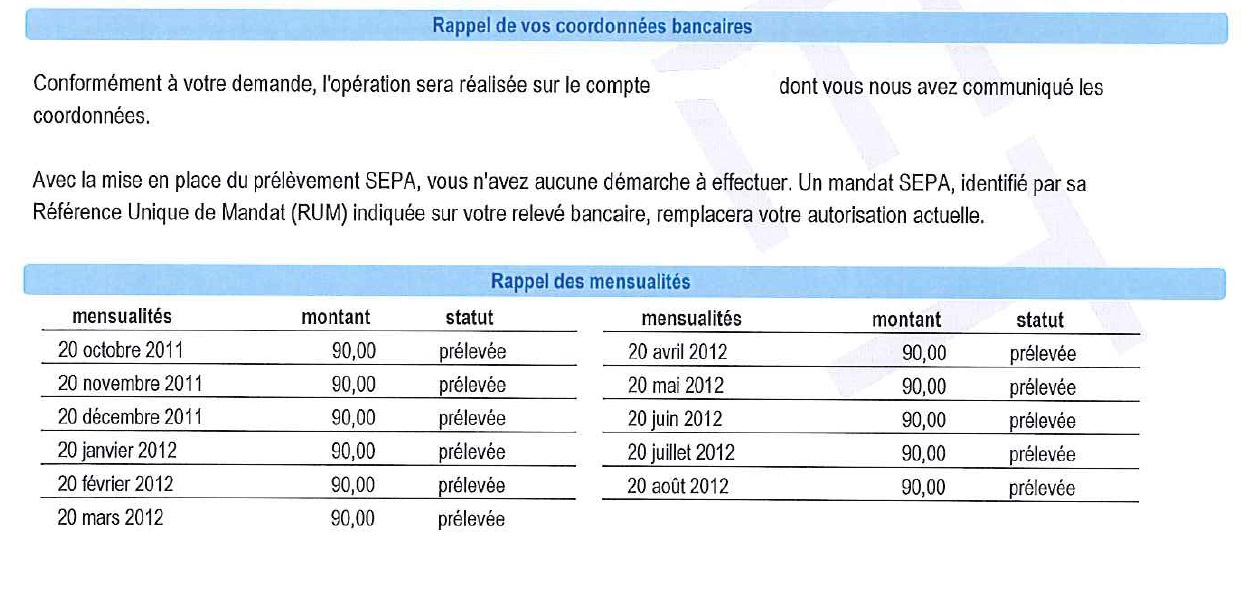 Rappel de vos coordonnées bancaires
Conformément à votre demande, l'opération sera réalisée sur le compte dont vous nous avez communiqué les
coordonnées.
Avec la mise en place du prélèvement SEPA, vous n'avez aucune démarche à effectuer. Un mandat SEPA, identifié par sa
Référence Unique de Mandat (RUM) indiquée sur votre relevé bancaire, remplacera votre autorisation actuelle.
Rappel des mensualités
mensualités montant statut mensualités montant statut
20 octobre 2011 90,00 prélevée 20 avril 2012 90,00 prélevée
20 novembre 2011 90,00 prélevée 20 mai 2012 90,00 prélevée
20 décembre 2011 90,00 prélevée 20 juin 2012 90,00 prélevée
20 janvier 2012 90,00 prélevée 20 juillet 2012 90,00 prélevée
20 février 2012 90,00 prélevée 20 août 2012 90,00 prélevée
20 mars 2012 90,00 prélevée